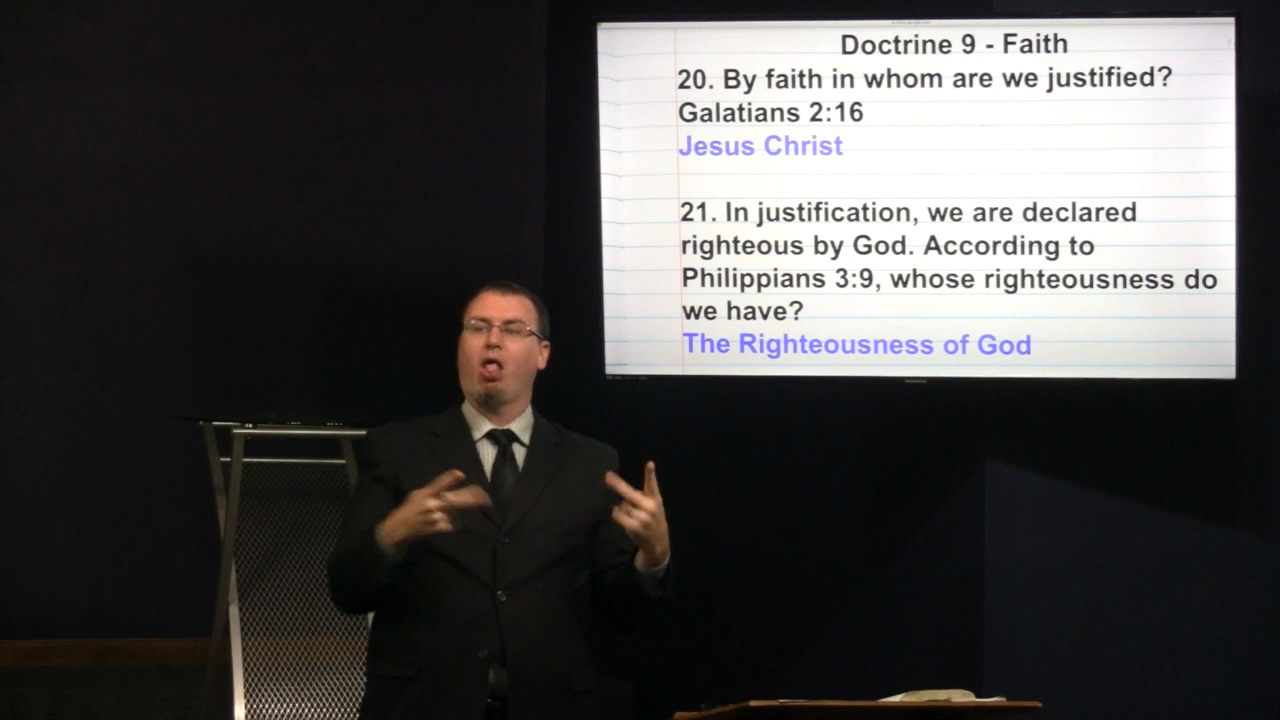 Doctrine 9 - Faith
20. By faith in whom are we justified?
Galatians 2:16
Jesus Christ
21. In justification, we are declared
righteous by God. According to
Philippians 3:9, whose righteousness do
we have?
The Righteousness of God